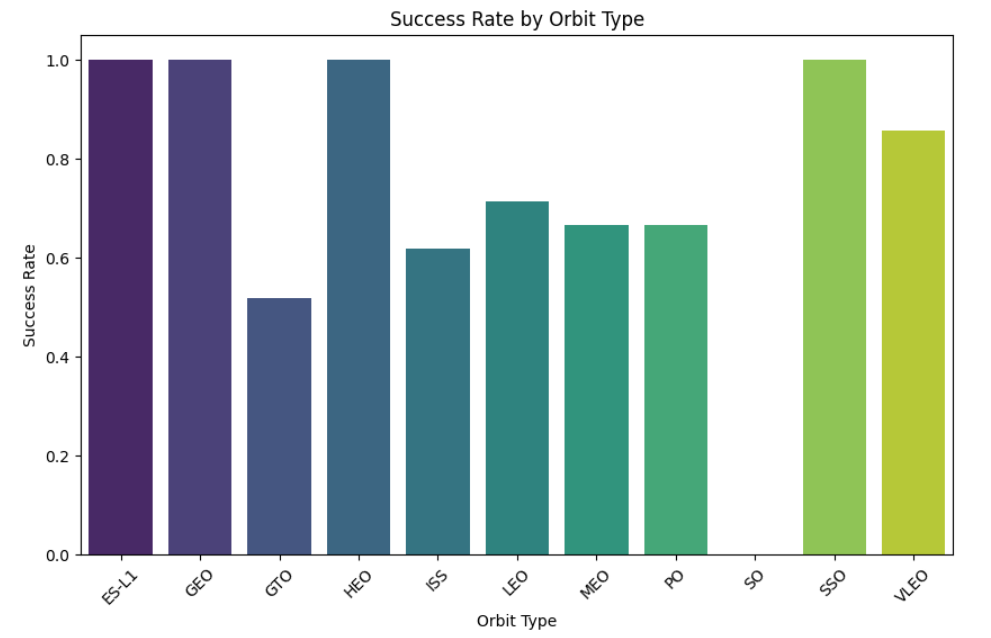 Success Rate by Orbit Type
Success Rate
1.0
0.8
0.6
0.4
0.2
0.0
ES-L1 GEO GTO HEO ISS LEO MEO PO SO SSO VLEO
Orbit Type